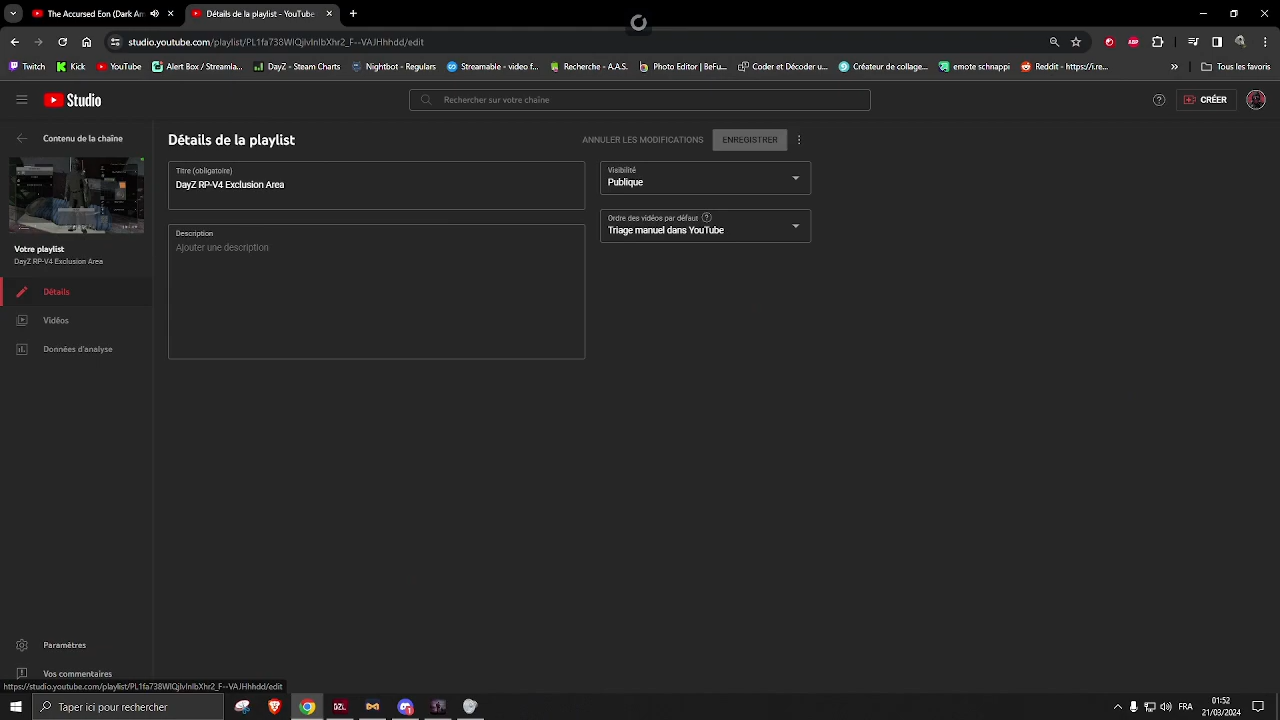 The Accursed Eon (Dark Am
Détails de la playlist - YouTube
studio.youtube.com/playlist/PL1fa738WlQjlvlnlbXhr2_F--VAJHhhdd/edit
Twitch
Kick
YouTube
Alert Box / Streamla...
DayZ - Steam Charts
Nightbot - Regulars
Streamable - video f...
Recherche - A.A.S.
Photo Editor | BeFu...
Coder et Décoder u...
Créateur de collage...
emote schnappi
Reddit - https://i.re...
»
Tous les favoris
Studio
Rechercher sur votre chaîne
CRÉER
Contenu de la chaîne
Votre playlist
DayZ RP-V4 Exclusion Area
Détails
Vidéos
Données d'analyse
Paramètres
Vos commentaires
Détails de la playlist
ANNULER LES MODIFICATIONS
ENREGISTRER
Titre (obligatoire)
DayZ RP-V4 Exclusion Area
Description
Ajouter une description
Visibilité
Publique
Ordre des vidéos par défaut
Triage manuel dans YouTube
https://studio.youtube.com/playlist/PL1fa738WlQjlvlnlbXhr2_F--VAJHhhdd/edit
Taper ici pour rechercher
DZL
FRA
01:52
21/03/2024